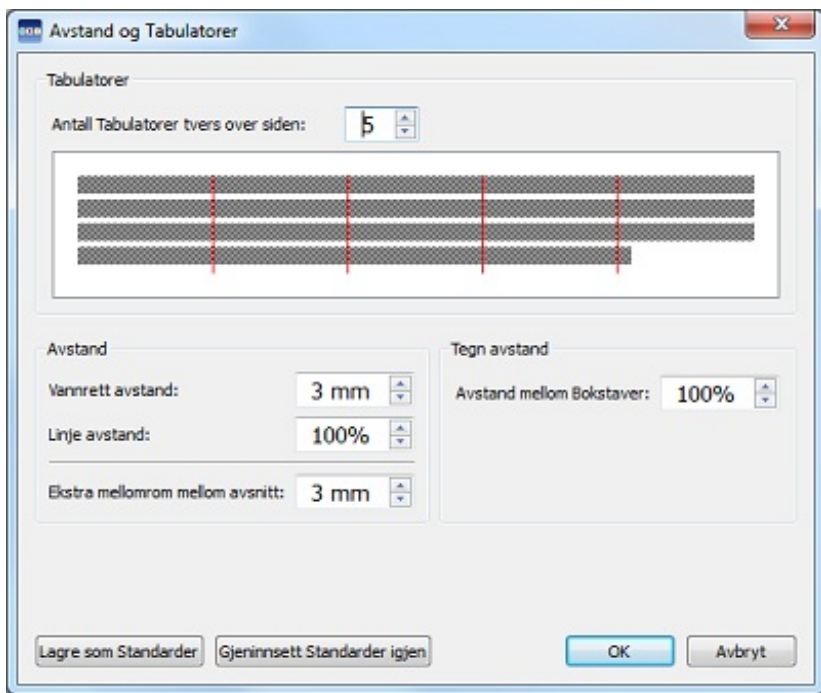 Avstand og Tabulatorer
Tabulatorer
Antall Tabulatorer tvers over siden: 5
Avstand
Vannrett avstand: 3 mm
Linje avstand: 100%
Ekstra mellomrom mellom avsnitt: 3 mm
Tegn avstand
Avstand mellom Bokstaver: 100%
Lagre som Standarder Gjeninnsett Standarder igjen OK Avbryt